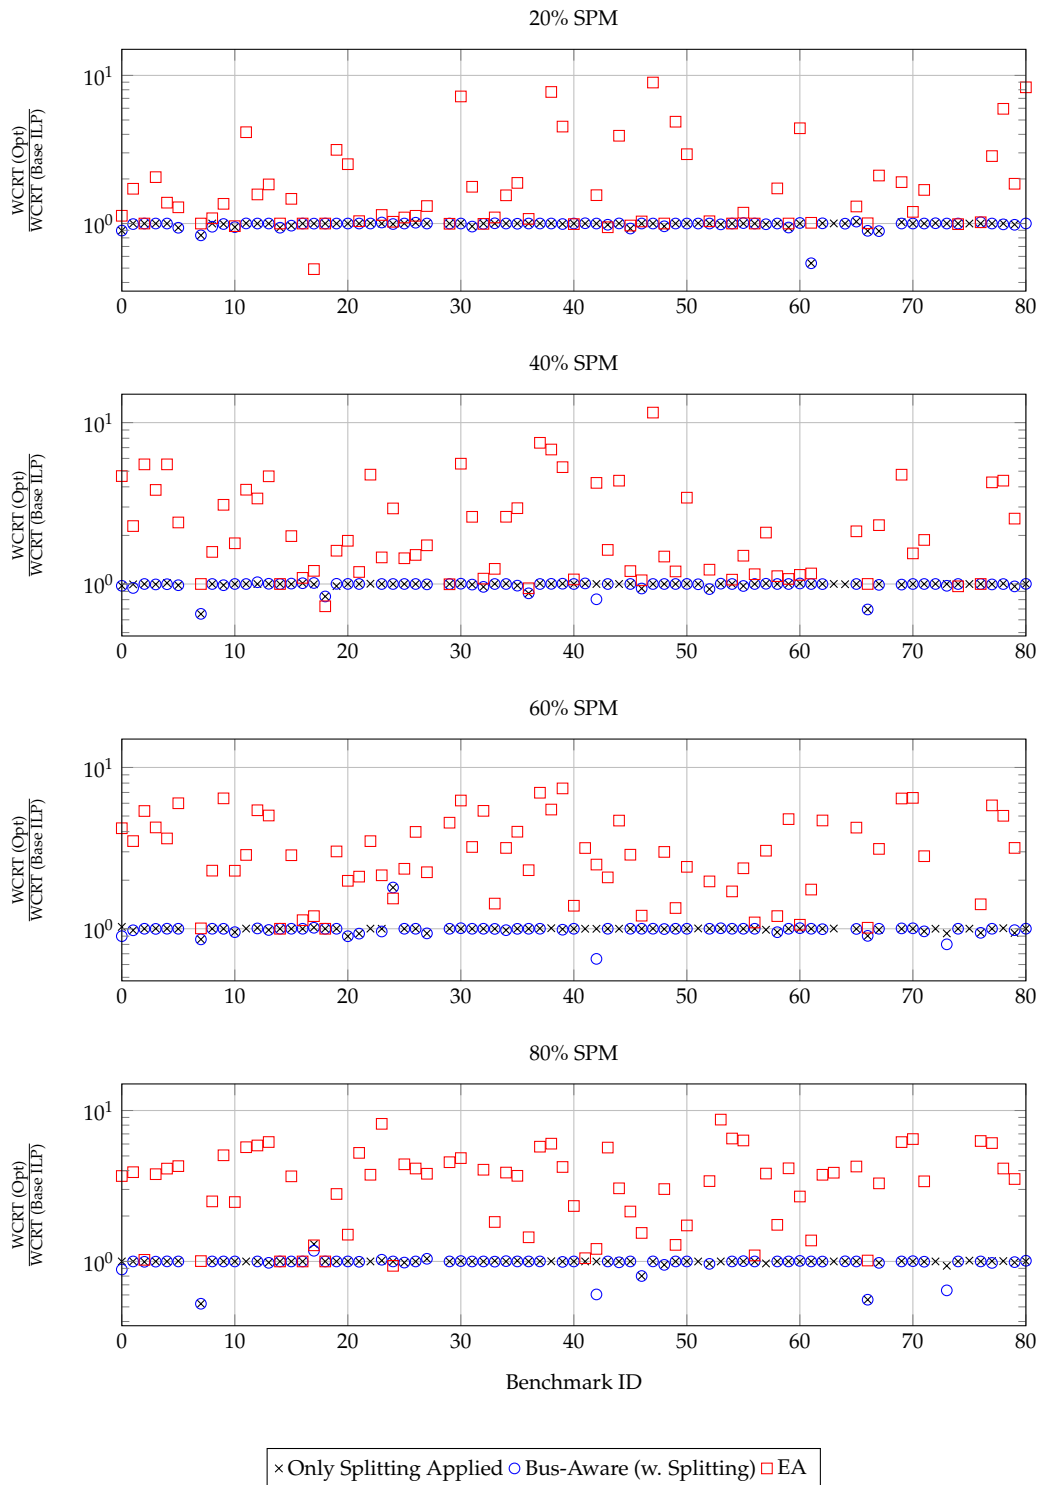 20% SPM
10¹
10⁰
WCRT (Opt)
WCRT (Base ILP)
0 10 20 30 40 50 60 70 80
40% SPM
10¹
10⁰
WCRT (Opt)
WCRT (Base ILP)
0 10 20 30 40 50 60 70 80
60% SPM
10¹
10⁰
WCRT (Opt)
WCRT (Base ILP)
0 10 20 30 40 50 60 70 80
80% SPM
10¹
10⁰
WCRT (Opt)
WCRT (Base ILP)
0 10 20 30 40 50 60 70 80
Benchmark ID
Only Splitting Applied Bus-Aware (w. Splitting) EA